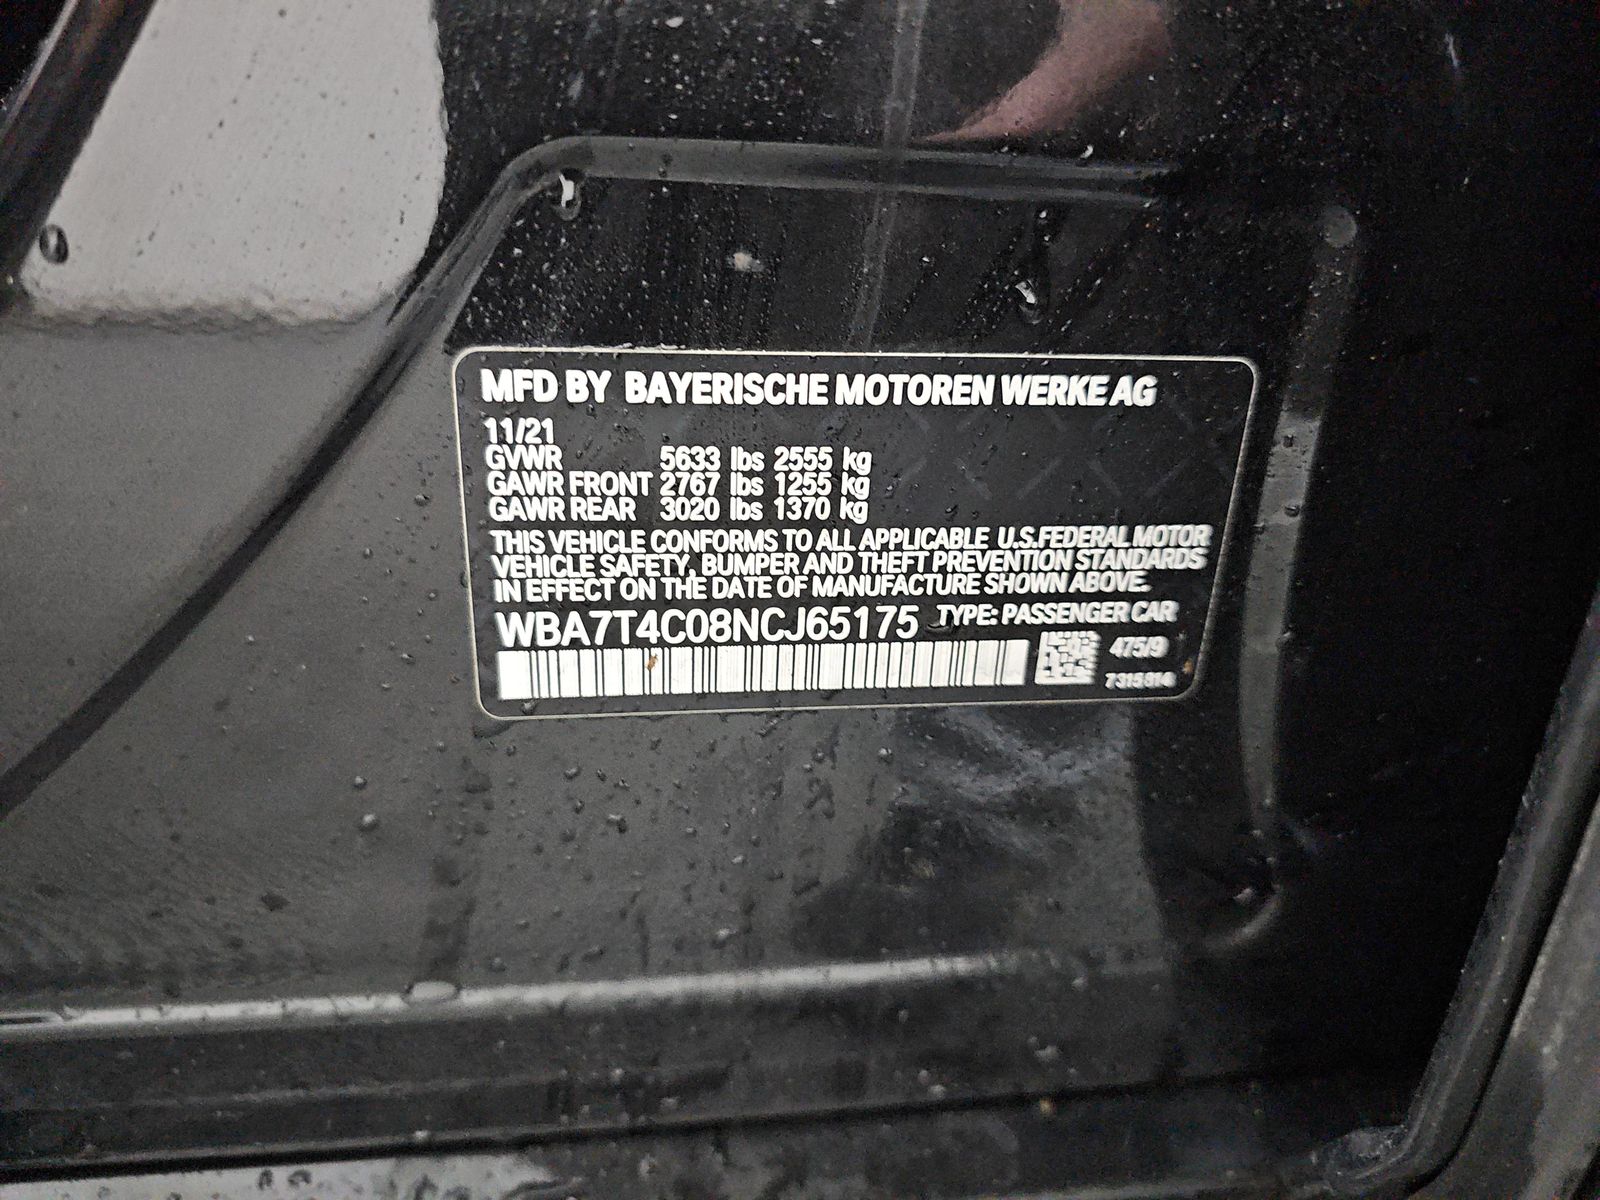 MFD BY BAYERISCHE MOTOREN WERKE AG
11/21
GVWR 5633 lbs 2555 kg
GAWR FRONT 2767 lbs 1255 kg
GAWR REAR 3020 lbs 1370 kg
THIS VEHICLE CONFORMS TO ALL APPLICABLE U.S.FEDERAL MOTOR
VEHICLE SAFETY, BUMPER AND THEFT PREVENTION STANDARDS
IN EFFECT ON THE DATE OF MANUFACTURE SHOWN ABOVE.
WBA7T4C08NCJ65175 TYPE: PASSENGER CAR
475/9
7315914